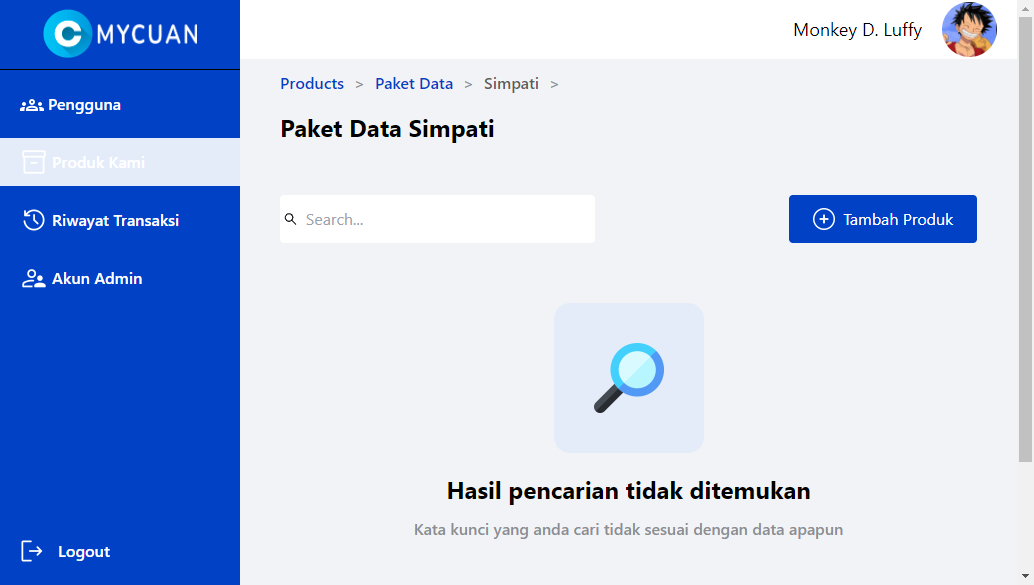 MYCUAN
Monkey D. Luffy
Pengguna
Produk Kami
Riwayat Transaksi
Akun Admin
Logout
Products > Paket Data > Simpati >
Paket Data Simpati
Search...
Tambah Produk
Hasil pencarian tidak ditemukan
Kata kunci yang anda cari tidak sesuai dengan data apapun